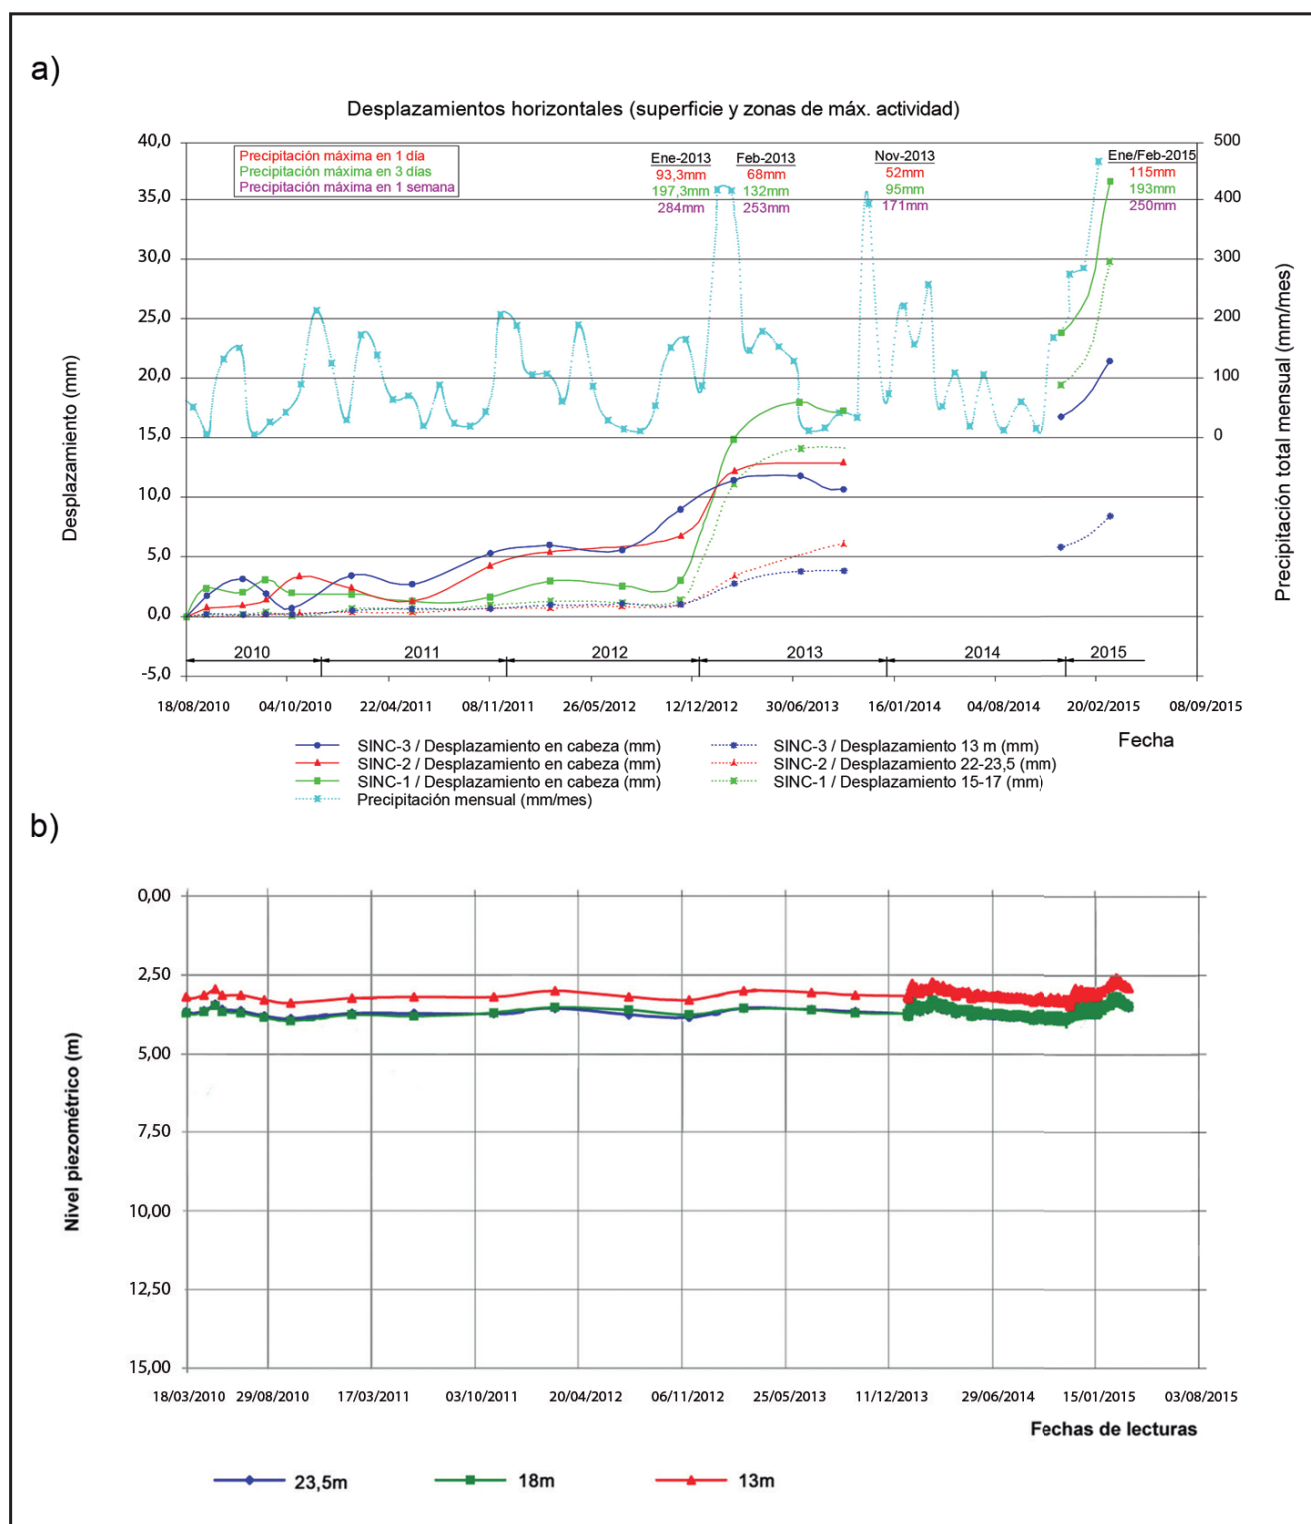 a)
Desplazamientos horizontales (superficie y zonas de máx. actividad)
Precipitación máxima en 1 día
Precipitación máxima en 3 días
Precipitación máxima en 1 semana
Ene-2013
93,3mm
197,3mm
284mm
Feb-2013
68mm
132mm
253mm
Nov-2013
52mm
95mm
171mm
Ene/Feb-2015
115mm
193mm
250mm
Desplazamiento (mm)
40,0
35,0
30,0
25,0
20,0
15,0
10,0
5,0
0,0
-5,0
500
400
300
200
100
0
Precipitación total mensual (mm/mes)
2010 2011 2012 2013 2014 2015
18/08/2010 04/10/2010 22/04/2011 08/11/2011 26/05/2012 12/12/2012 30/06/2013 16/01/2014 04/08/2014 20/02/2015 08/09/2015
Fecha
SINC-3 / Desplazamiento en cabeza (mm)
SINC-2 / Desplazamiento en cabeza (mm)
SINC-1 / Desplazamiento en cabeza (mm)
Precipitación mensual (mm/mes)
SINC-3 / Desplazamiento 13 m (mm)
SINC-2 / Desplazamiento 22-23,5 (mm)
SINC-1 / Desplazamiento 15-17 (mm)
b)
Nivel piezométrico (m)
0,00
2,50
5,00
7,50
10,00
12,50
15,00
18/03/2010 29/08/2010 17/03/2011 03/10/2011 20/04/2012 06/11/2012 25/05/2013 11/12/2013 29/06/2014 15/01/2015 03/08/2015
Fechas de lecturas
23,5m 18m 13m